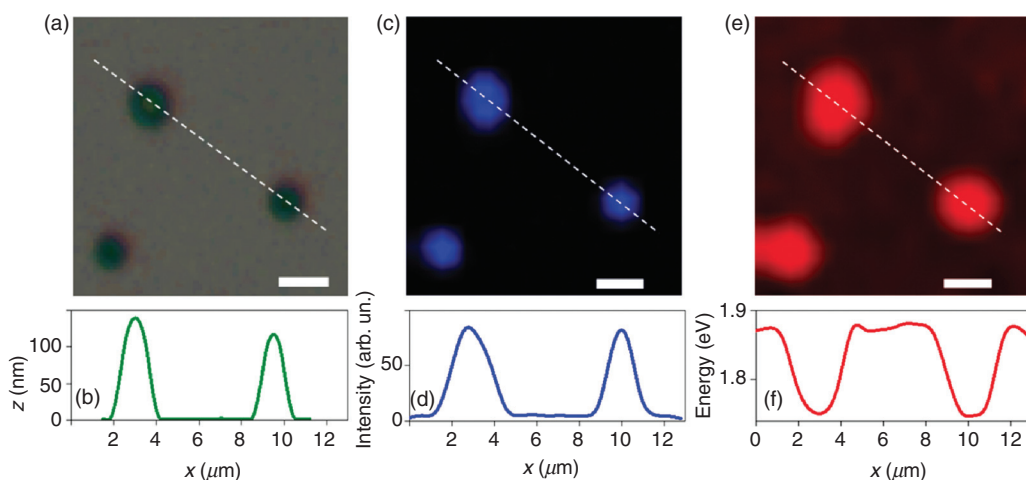 (a)
(c)
(e)
z (nm)
100
50
0
(b)
2 4 6 8 10 12
x (μm)
Intensity (arb. un.)
50
0
(d)
2 4 6 8 10 12
x (μm)
Energy (eV)
1.9
1.8
(f)
0 2 4 6 8 10 12
x (μm)